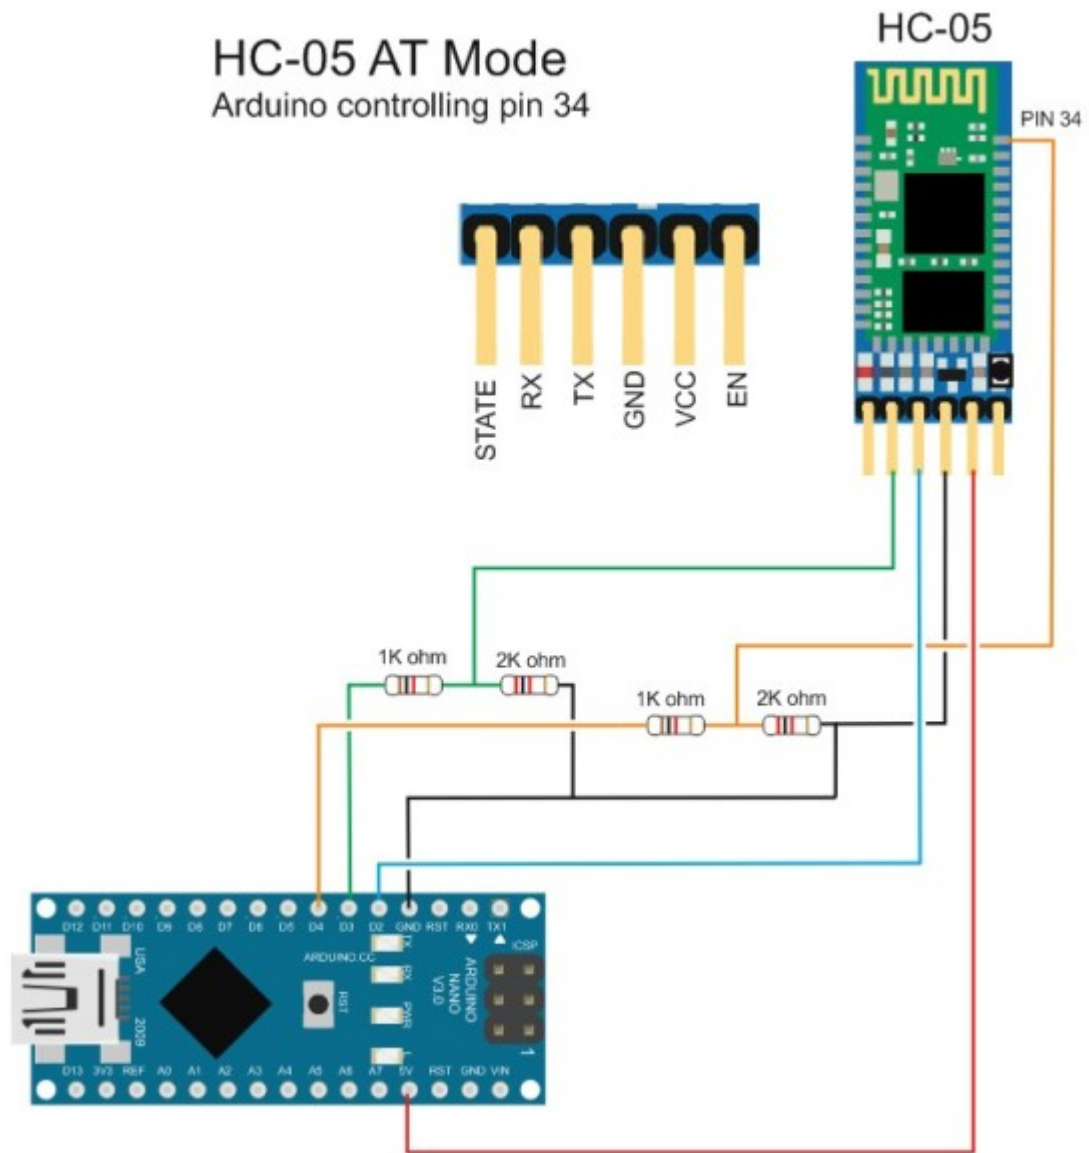 HC-05 AT Mode
Arduino controlling pin 34
HC-05
PIN 34
STATE
RX
TX
GND
VCC
EN
1K ohm
2K ohm
1K ohm
2K ohm
D12 D11 D10 D9 D8 D7 D6 D5 D4 D3 D2 GND RST RX0 TX1
USA
2009
ARDUINO.CC
RST
TX
RX
PWR
L
ICSP
ARDUINO
NANO
V3.0
1
D13 3V3 REF A0 A1 A2 A3 A4 A5 A6 A7 5V RST GND VIN